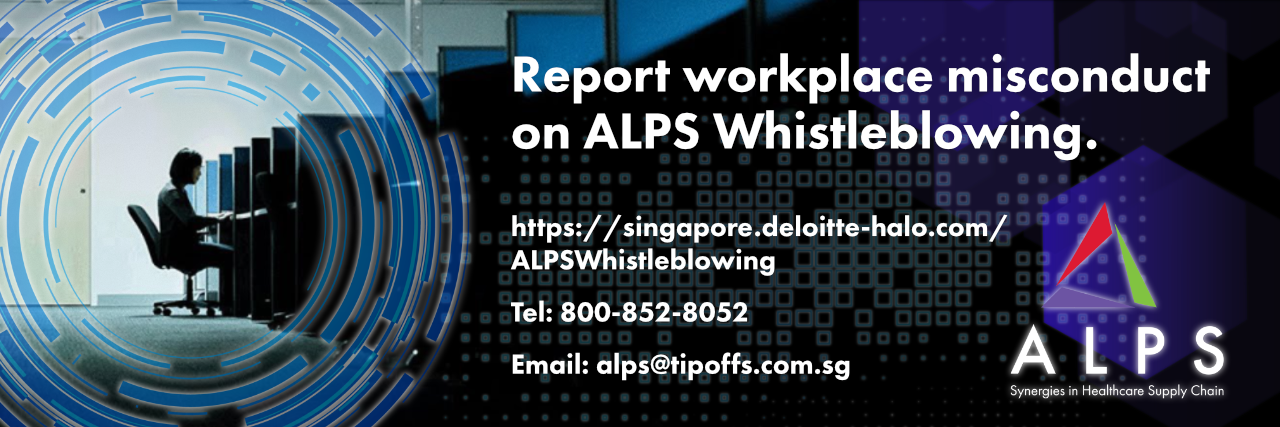 Report workplace misconduct
on ALPS Whistleblowing.
https://singapore.deloitte-halo.com/
ALPSWhistleblowing
Tel: 800-852-8052
Email: alps@tipoffs.com.sg
ALPS
Synergies in Healthcare Supply Chain